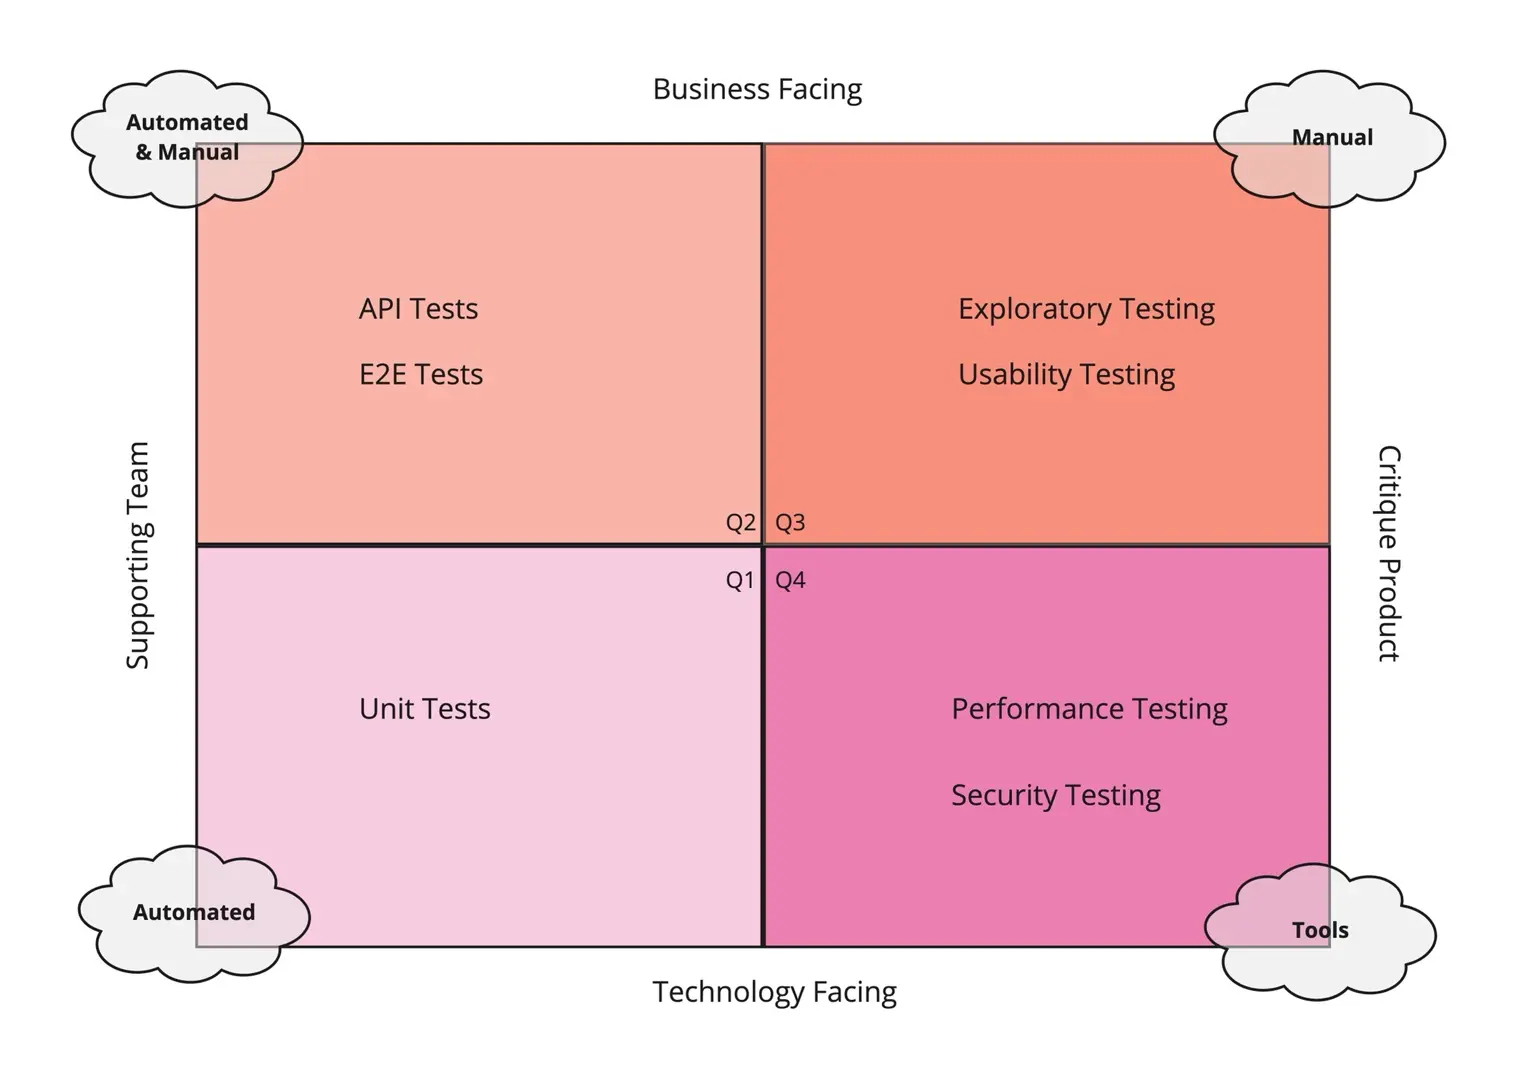 Business Facing
Automated
& Manual
Manual
API Tests
E2E Tests
Exploratory Testing
Usability Testing
Supporting Team
Critique Product
Q2
Q3
Q1
Q4
Unit Tests
Performance Testing
Security Testing
Automated
Tools
Technology Facing